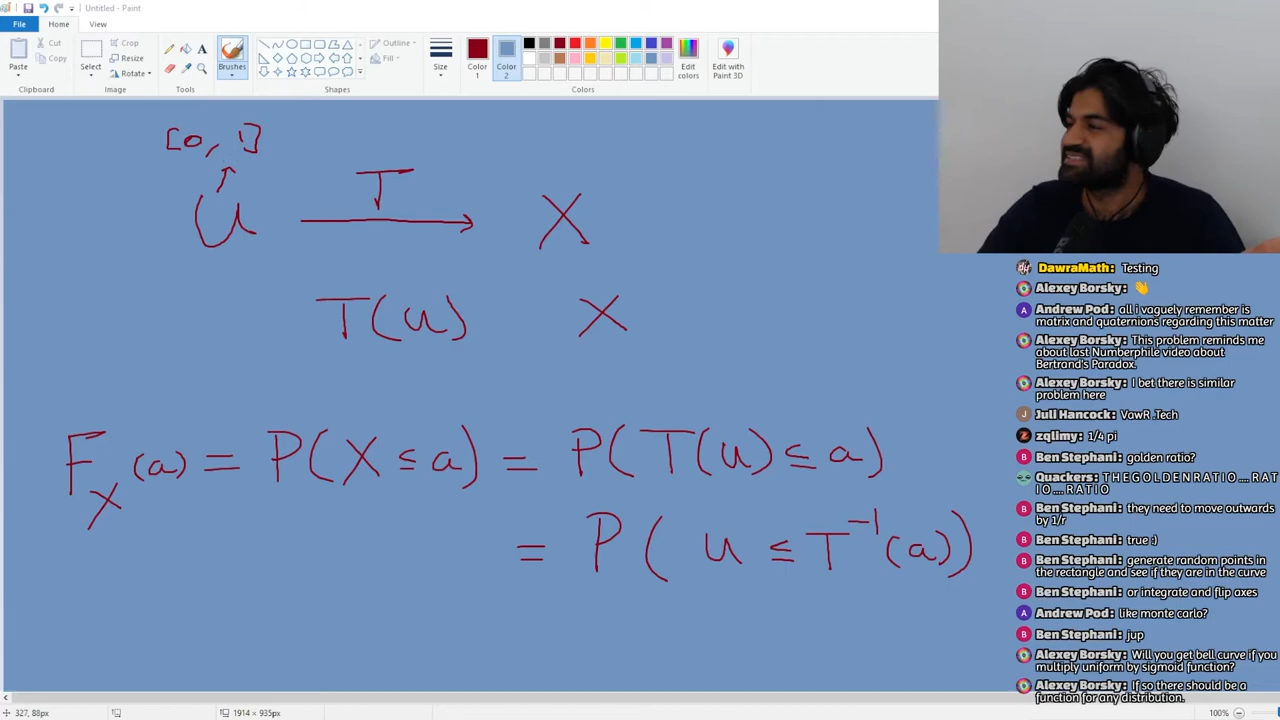 Untitled - Paint
File Home View
Paste Cut Copy Clipboard
Select Crop Resize Rotate Image
Tools
Brushes
Shapes Outline Fill
Size
Color 1
Color 2
Edit colors
Colors
Edit with Paint 3D
[0, 1]
U T X
T(U) X
F_X(a) = P(X ≤ a) = P(T(U) ≤ a)
= P(U ≤ T⁻¹(a))
DawraMath: Testing
Alexey Borsky: 👋
Andrew Pod: all i vaguely remember is
matrix and quaternions regarding this matter
Alexey Borsky: This problem reminds me
about last Numberphile video about
Bertrand's Paradox.
Alexey Borsky: I bet there is similar
problem here
Juli Hancock: VawR .Tech
zqlimy: 1/4 pi
Ben Stephani: golden ratio?
Quackers: T H E G O L D E N R A T I O .... R A T
I O .... R A T I O
Ben Stephani: they need to move outwards
by 1/r
Ben Stephani: true :)
Ben Stephani: generate random points in
the rectangle and see if they are in the curve
Ben Stephani: or integrate and flip axes
Andrew Pod: like monte carlo?
Ben Stephani: jup
Alexey Borsky: Will you get bell curve if you
multiply uniform by sigmoid function?
Alexey Borsky: If so there should be a
function for any distribution.
327, 88px
1914 × 935px
100%